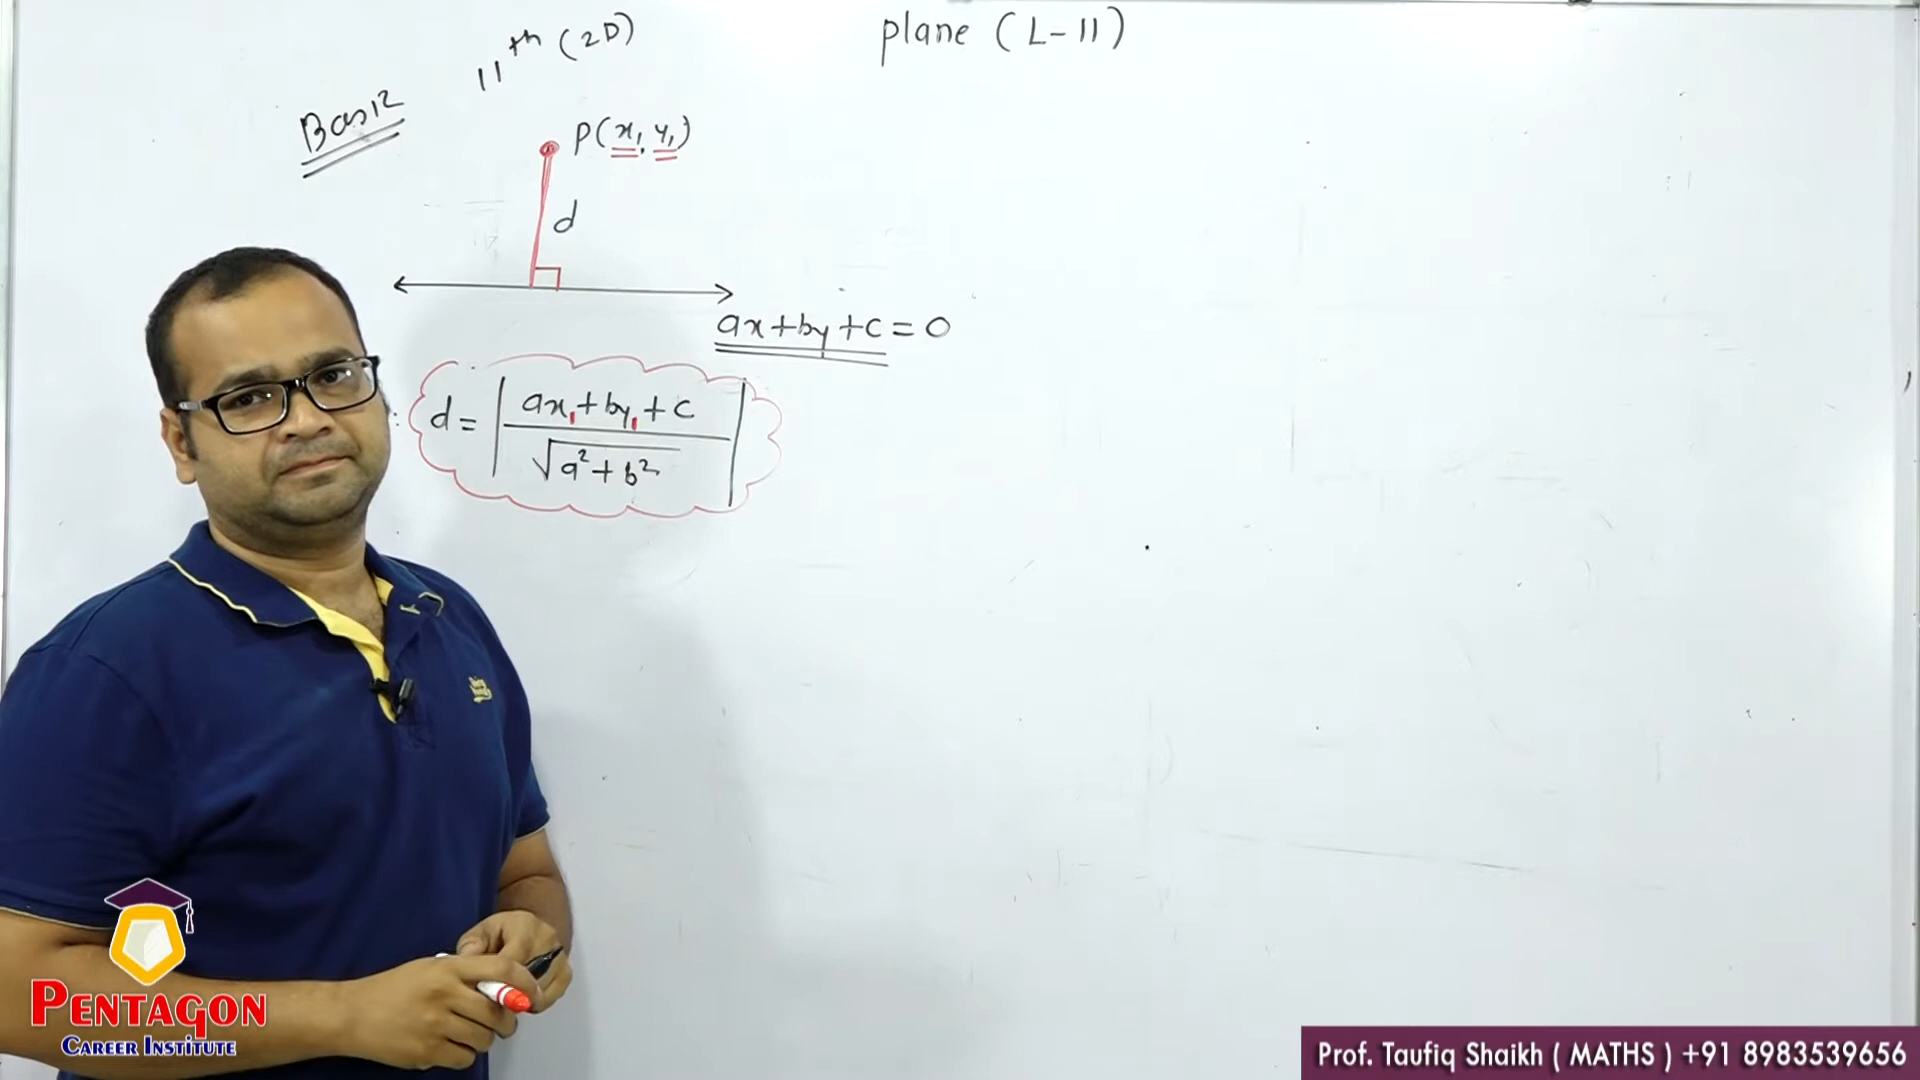 plane (L-11)
11th (2D)
Basic
P(x₁, y₁)
d
ax+by+c=0
d = | ax₁+by₁+c / √a²+b² |
PENTAGON
CAREER INSTITUTE
Prof. Taufiq Shaikh ( MATHS ) +91 8983539656